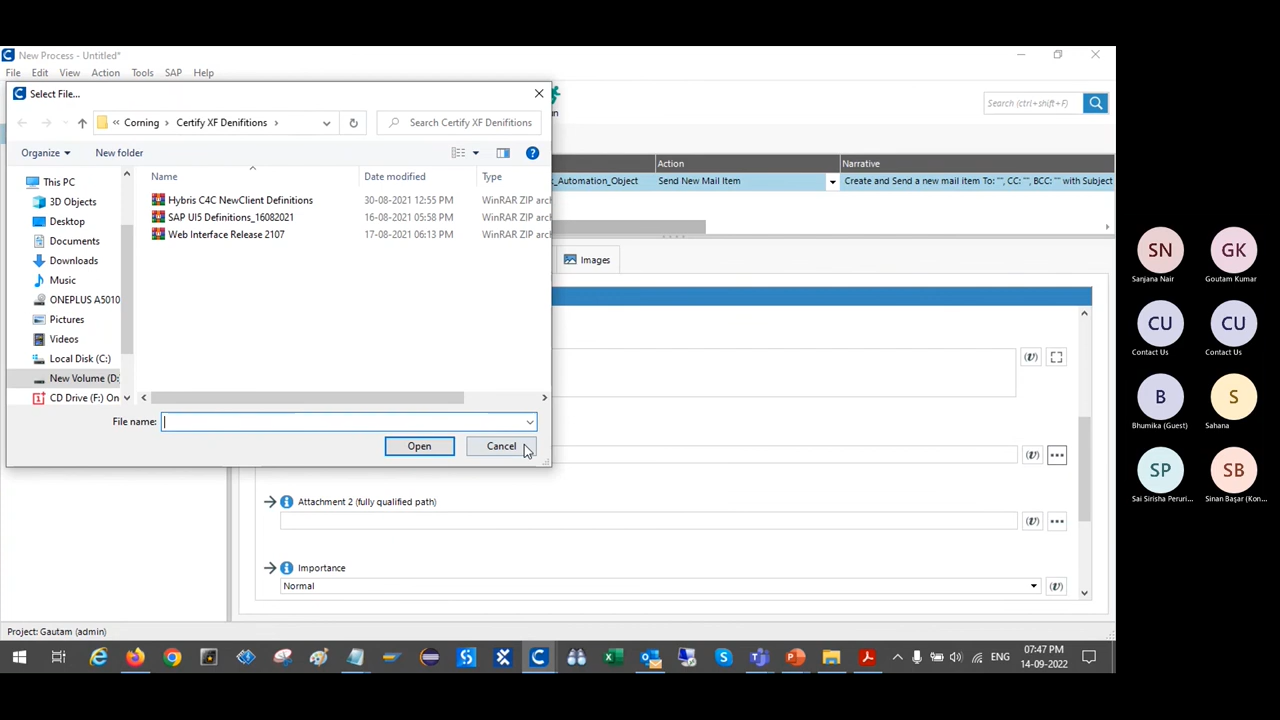 New Process - Untitled*
File Edit View Action Tools SAP Help
Select File...
Corning Certify XF Denifitions
Search Certify XF Denifitions
Search (ctrl+shift+F)
Organize New folder
This PC
3D Objects
Desktop
Documents
Downloads
Music
ONEPLUS A5010
Pictures
Videos
Local Disk (C:)
New Volume (D:
CD Drive (F:) On
Name Date modified Type
Hybris C4C NewClient Definitions 30-08-2021 12:55 PM WinRAR ZIP arc
SAP UI5 Definitions_16082021 16-08-2021 05:58 PM WinRAR ZIP arc
Web Interface Release 2107 17-08-2021 06:13 PM WinRAR ZIP arc
File name:
Open Cancel
Action Narrative
_Automation_Object Send New Mail Item Create and Send a new mail item To: "", CC: "", BCC: "" with Subject
Images
(v)
(v)
Attachment 2 (fully qualified path)
(v)
Importance
Normal (v)
Project: Gautam (admin)
ENG 07:47 PM
14-09-2022
SN GK
Sanjana Nair Goutam Kumar
CU CU
Contact Us Contact Us
B S
Bhumika (Guest) Sahana
SP SB
Sai Sirisha Peruri... Sinan Başar (Kon...